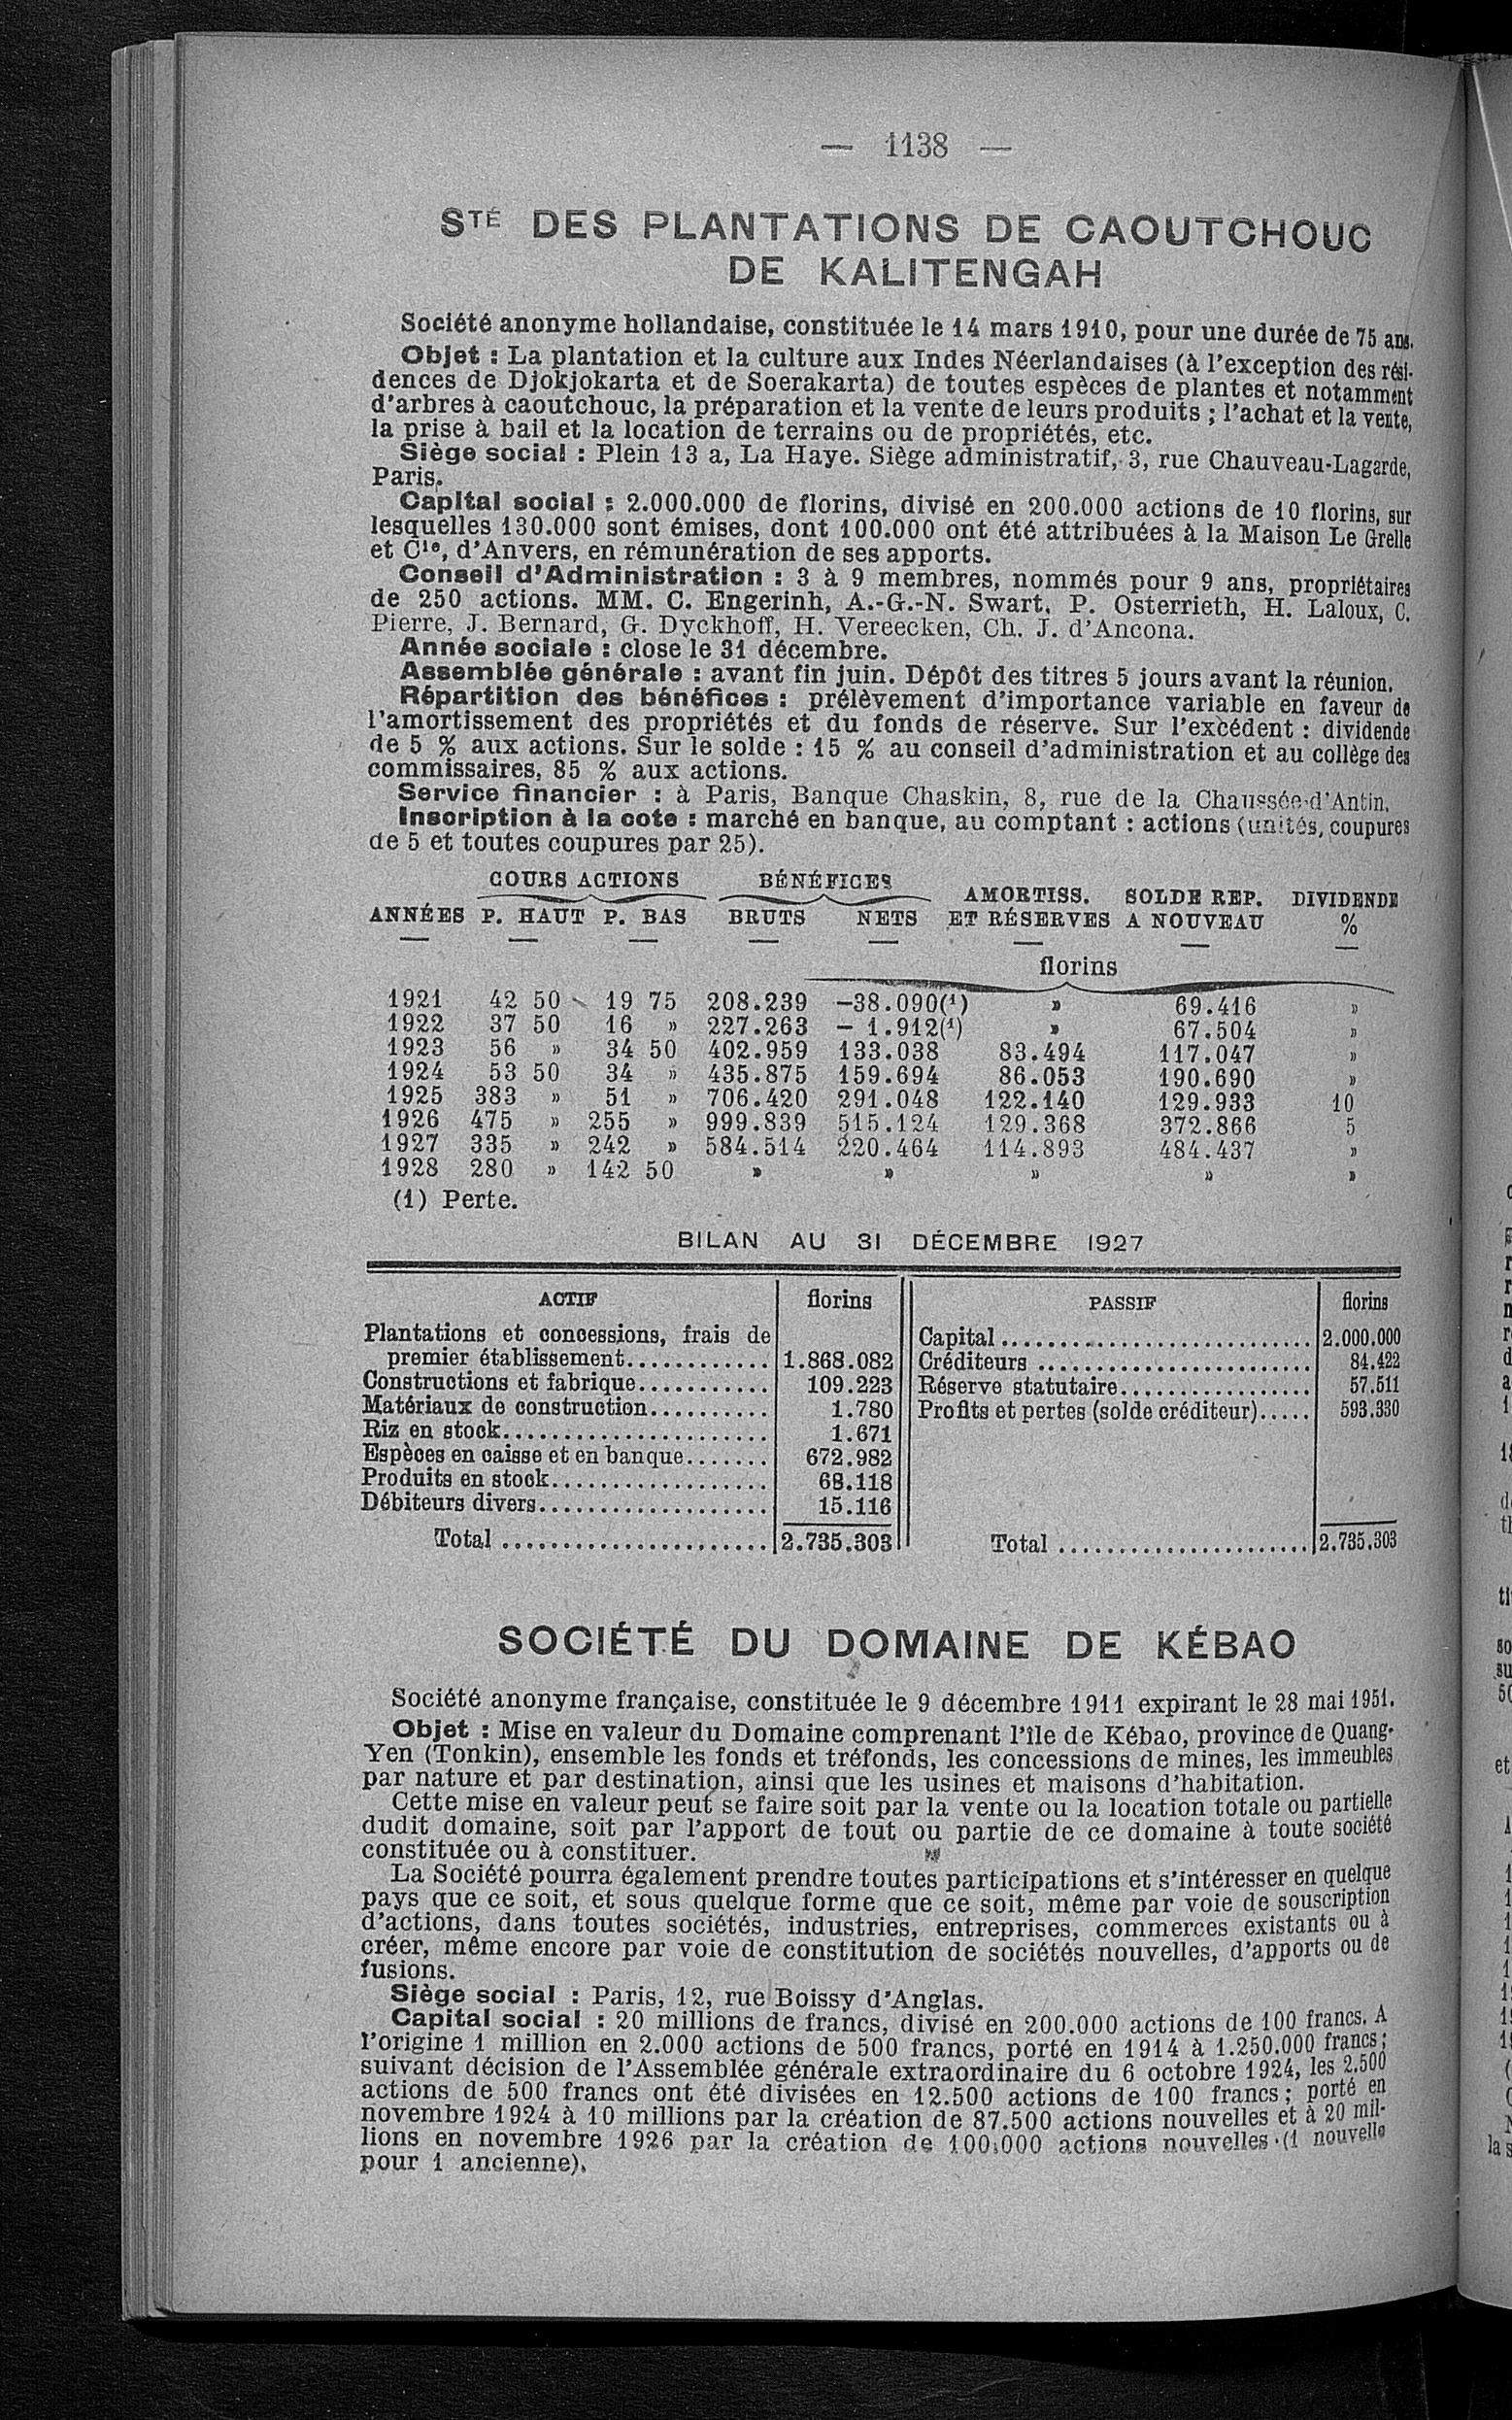 — 1138 —
STÉ DES PLANTATIONS DE CAOUTCHOUC
DE KALITENGAH
Société anonyme hollandaise, constituée le 14 mars 1910, pour une durée de 75 ans.
Objet : La plantation et la culture aux Indes Néerlandaises (à l'exception des rési-
dences de Djokjokarta et de Soerakarta) de toutes espèces de plantes et notamment
d'arbres à caoutchouc, la préparation et la vente de leurs produits ; l'achat et la vente,
la prise à bail et la location de terrains ou de propriétés, etc.
Siège social : Plein 13 a, La Haye. Siège administratif, 3, rue Chauveau-Lagarde,
Paris.
Capital social : 2.000.000 de florins, divisé en 200.000 actions de 10 florins, sur
lesquelles 130.000 sont émises, dont 100.000 ont été attribuées à la Maison Le Grelle
et Cie, d'Anvers, en rémunération de ses apports.
Conseil d'Administration : 3 à 9 membres, nommés pour 9 ans, propriétaires
de 250 actions. MM. C. Engerinh, A.-G.-N. Swart, P. Osterrieth, H. Laloux, C.
Pierre, J. Bernard, G. Dyckhoff, H. Vereecken, Ch. J. d'Ancona.
Année sociale : close le 31 décembre.
Assemblée générale : avant fin juin. Dépôt des titres 5 jours avant la réunion.
Répartition des bénéfices : prélèvement d'importance variable en faveur de
l'amortissement des propriétés et du fonds de réserve. Sur l'excédent : dividende
de 5 % aux actions. Sur le solde : 15 % au conseil d'administration et au collège des
commissaires, 85 % aux actions.
Service financier : à Paris, Banque Chaskin, 8, rue de la Chaussée-d'Antin.
Inscription à la cote : marché en banque, au comptant : actions (unités, coupures
de 5 et toutes coupures par 25).
COURS ACTIONS BÉNÉFICES AMORTISS. SOLDE REP. DIVIDENDE
ANNÉES P. HAUT P. BAS BRUTS NETS ET RÉSERVES A NOUVEAU %
florins
1921 42 50 19 75 208.239 —38.090(1) » 69.416 »
1922 37 50 16 » 227.263 — 1.912(1) » 67.504 »
1923 56 » 34 50 402.959 133.038 83.494 117.047 »
1924 53 50 34 » 435.875 159.694 86.053 190.690 »
1925 383 » 51 » 706.420 291.048 122.140 129.933 10
1926 475 » 255 » 999.839 515.124 129.368 372.866 5
1927 335 » 242 » 584.514 220.464 114.893 484.437 »
1928 280 » 142 50 » » » » »
(1) Perte.
BILAN AU 31 DÉCEMBRE 1927
ACTIF florins PASSIF florins
Plantations et concessions, frais de Capital 2.000.000
premier établissement 1.868.082 Créditeurs 84.422
Constructions et fabrique 109.223 Réserve statutaire 57.511
Matériaux de construction 1.780 Profits et pertes (solde créditeur) 593.330
Riz en stock 1.671
Espèces en caisse et en banque 672.982
Produits en stock 68.118
Débiteurs divers 15.116
Total 2.735.303 Total 2.735.303
SOCIÉTÉ DU DOMAINE DE KÉBAO
Société anonyme française, constituée le 9 décembre 1911 expirant le 28 mai 1951.
Objet : Mise en valeur du Domaine comprenant l'île de Kébao, province de Quang-
Yen (Tonkin), ensemble les fonds et tréfonds, les concessions de mines, les immeubles
par nature et par destination, ainsi que les usines et maisons d'habitation.
Cette mise en valeur peut se faire soit par la vente ou la location totale ou partielle
dudit domaine, soit par l'apport de tout ou partie de ce domaine à toute société
constituée ou à constituer.
La Société pourra également prendre toutes participations et s'intéresser en quelque
pays que ce soit, et sous quelque forme que ce soit, même par voie de souscription
d'actions, dans toutes sociétés, industries, entreprises, commerces existants ou à
créer, même encore par voie de constitution de sociétés nouvelles, d'apports ou de
fusions.
Siège social : Paris, 12, rue Boissy d'Anglas.
Capital social : 20 millions de francs, divisé en 200.000 actions de 100 francs. A
l'origine 1 million en 2.000 actions de 500 francs, porté en 1914 à 1.250.000 francs ;
suivant décision de l'Assemblée générale extraordinaire du 6 octobre 1924, les 2.500
actions de 500 francs ont été divisées en 12.500 actions de 100 francs ; porté en
novembre 1924 à 10 millions par la création de 87.500 actions nouvelles et à 20 mil-
lions en novembre 1926 par la création de 100.000 actions nouvelles (1 nouvelle
pour 1 ancienne).